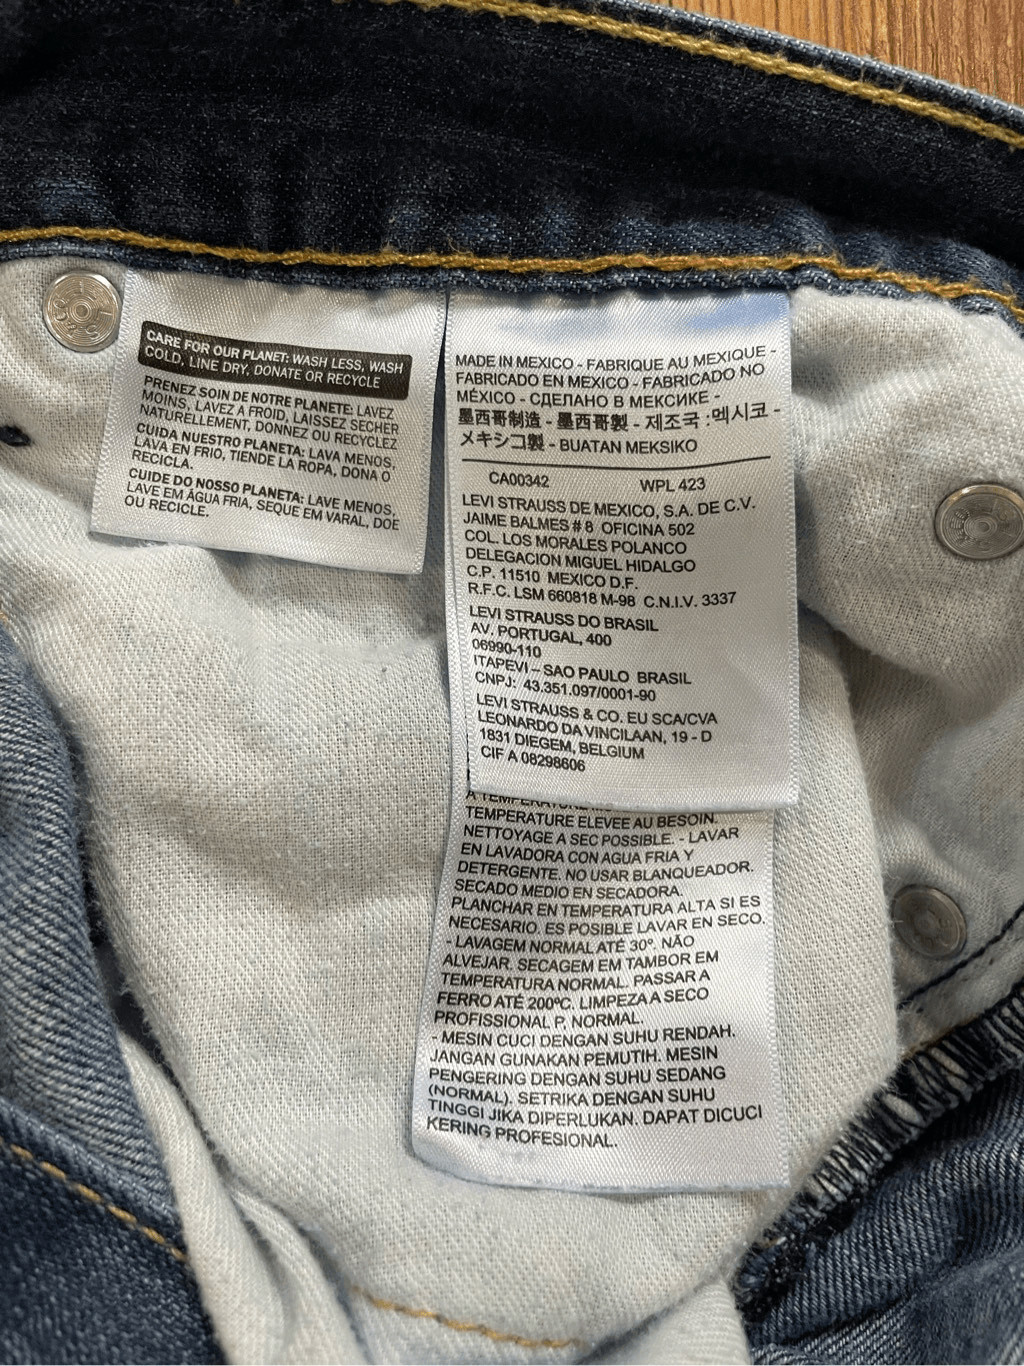 CARE FOR OUR PLANET: WASH LESS, WASH
COLD, LINE DRY, DONATE OR RECYCLE
PRENEZ SOIN DE NOTRE PLANETE: LAVEZ
MOINS, LAVEZ A FROID, LAISSEZ SECHER
NATURELLEMENT, DONNEZ OU RECYCLEZ
CUIDA NUESTRO PLANETA: LAVA MENOS,
LAVA EN FRIO, TIENDE LA ROPA, DONA O
RECICLA.
CUIDE DO NOSSO PLANETA: LAVE MENOS,
LAVE EM ÁGUA FRIA, SEQUE EM VARAL, DOE
OU RECICLE.
MADE IN MEXICO - FABRIQUE AU MEXIQUE -
FABRICADO EN MEXICO - FABRICADO NO
MÉXICO - СДЕЛАНО В МЕКСИКЕ -
墨西哥制造 - 墨西哥製 - 제조국 :멕시코 -
メキシコ製 - BUATAN MEKSIKO
CA00342 WPL 423
LEVI STRAUSS DE MEXICO, S.A. DE C.V.
JAIME BALMES # 8 OFICINA 502
COL. LOS MORALES POLANCO
DELEGACION MIGUEL HIDALGO
C.P. 11510 MEXICO D.F.
R.F.C. LSM 660818 M-98 C.N.I.V. 3337
LEVI STRAUSS DO BRASIL
AV. PORTUGAL, 400
06990-110
ITAPEVI – SAO PAULO BRASIL
CNPJ: 43.351.097/0001-90
LEVI STRAUSS & CO. EU SCA/CVA
LEONARDO DA VINCILAAN, 19 - D
1831 DIEGEM, BELGIUM
CIF A 08298606
A TEMPERATURE
TEMPERATURE ELEVEE AU BESOIN.
NETTOYAGE A SEC POSSIBLE. - LAVAR
EN LAVADORA CON AGUA FRIA Y
DETERGENTE. NO USAR BLANQUEADOR.
SECADO MEDIO EN SECADORA.
PLANCHAR EN TEMPERATURA ALTA SI ES
NECESARIO. ES POSIBLE LAVAR EN SECO.
- LAVAGEM NORMAL ATÉ 30º. NÃO
ALVEJAR. SECAGEM EM TAMBOR EM
TEMPERATURA NORMAL. PASSAR A
FERRO ATÉ 200ºC. LIMPEZA A SECO
PROFISSIONAL P, NORMAL.
- MESIN CUCI DENGAN SUHU RENDAH.
JANGAN GUNAKAN PEMUTIH. MESIN
PENGERING DENGAN SUHU SEDANG
(NORMAL). SETRIKA DENGAN SUHU
TINGGI JIKA DIPERLUKAN. DAPAT DICUCI
KERING PROFESIONAL.